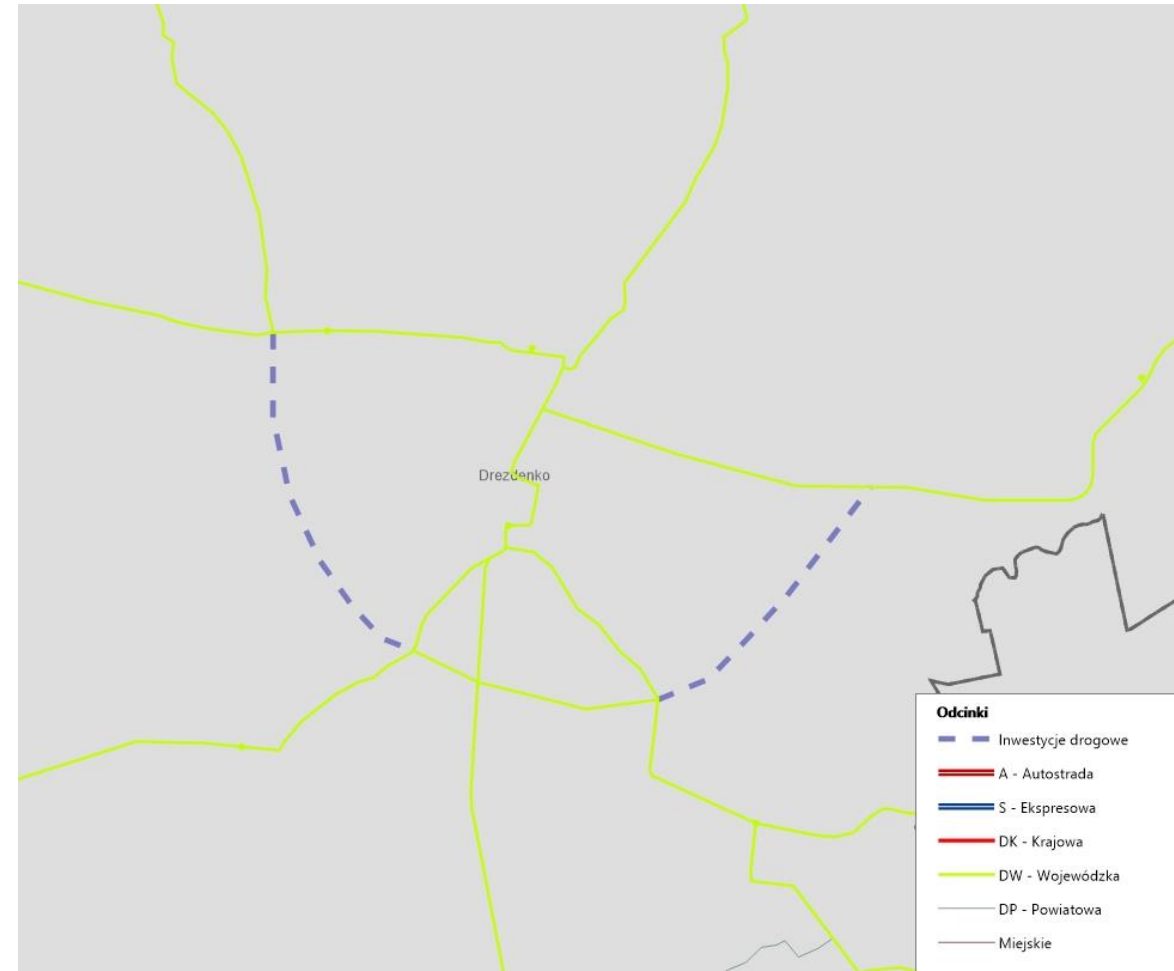 Drezdenko
Odcinki
Inwestycje drogowe
A - Autostrada
S - Ekspresowa
DK - Krajowa
DW - Wojewódzka
DP - Powiatowa
Miejskie